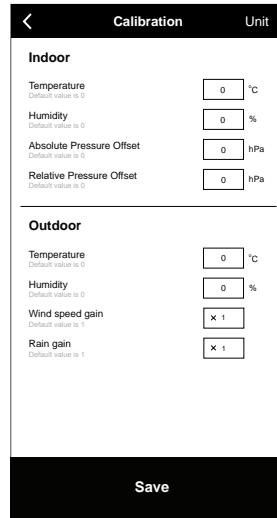 Calibration Unit
Indoor
Temperature 0 °C
Default value is 0
Humidity 0 %
Default value is 0
Absolute Pressure Offset 0 hPa
Default value is 0
Relative Pressure Offset 0 hPa
Default value is 0
Outdoor
Temperature 0 °C
Default value is 0
Humidity 0 %
Default value is 0
Wind speed gain × 1
Default value is 1
Rain gain × 1
Default value is 1
Save